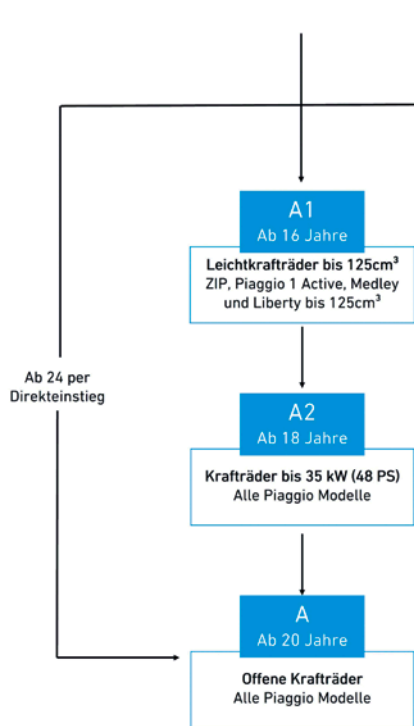 A1
Ab 16 Jahre
Leichtkrafträder bis 125cm³
ZIP, Piaggio 1 Active, Medley
und Liberty bis 125cm³
Ab 24 per
Direkteinstieg
A2
Ab 18 Jahre
Krafträder bis 35 kW (48 PS)
Alle Piaggio Modelle
A
Ab 20 Jahre
Offene Krafträder
Alle Piaggio Modelle